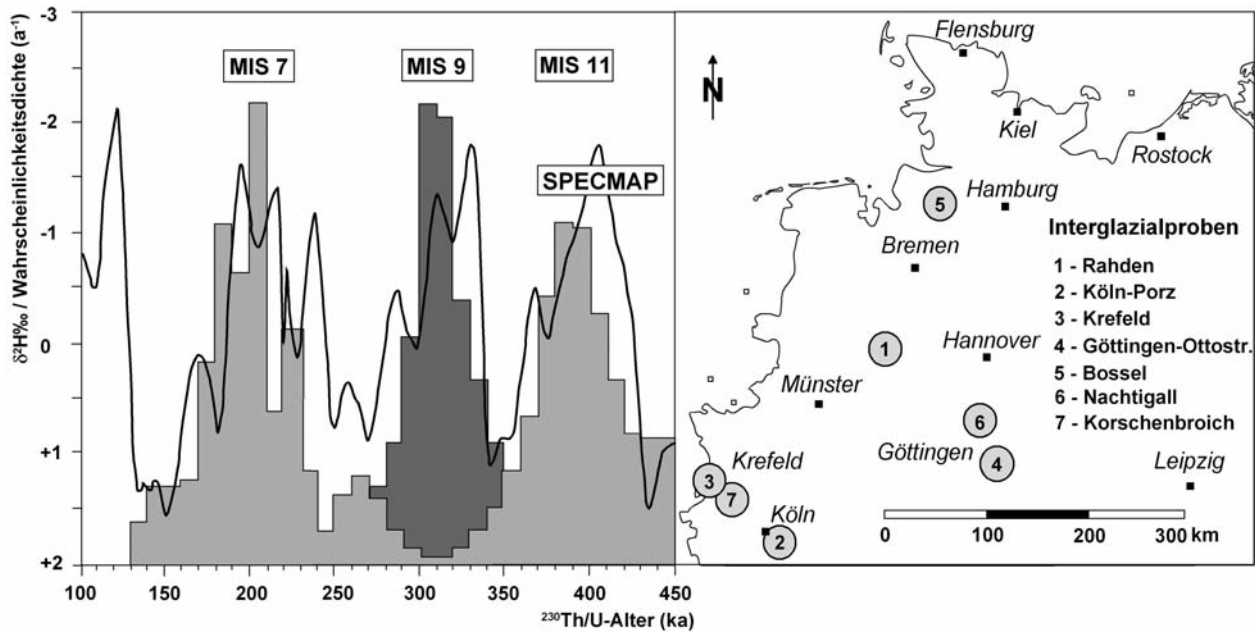 -3
-2
-1
0
+1
+2
δ²H‰ / Wahrscheinlichkeitsdichte (a⁻¹)
MIS 7
MIS 9
MIS 11
SPECMAP
100
150
200
250
300
350
400
450
²³⁰Th/U-Alter (ka)
N
Flensburg
Kiel
Rostock
Hamburg
Bremen
Hannover
Münster
Göttingen
Krefeld
Köln
Leipzig
5
1
6
4
3
7
2
Interglazialproben
1 - Rahden
2 - Köln-Porz
3 - Krefeld
4 - Göttingen-Ottostr.
5 - Bossel
6 - Nachtigall
7 - Korschenbroich
0 100 200 300 km